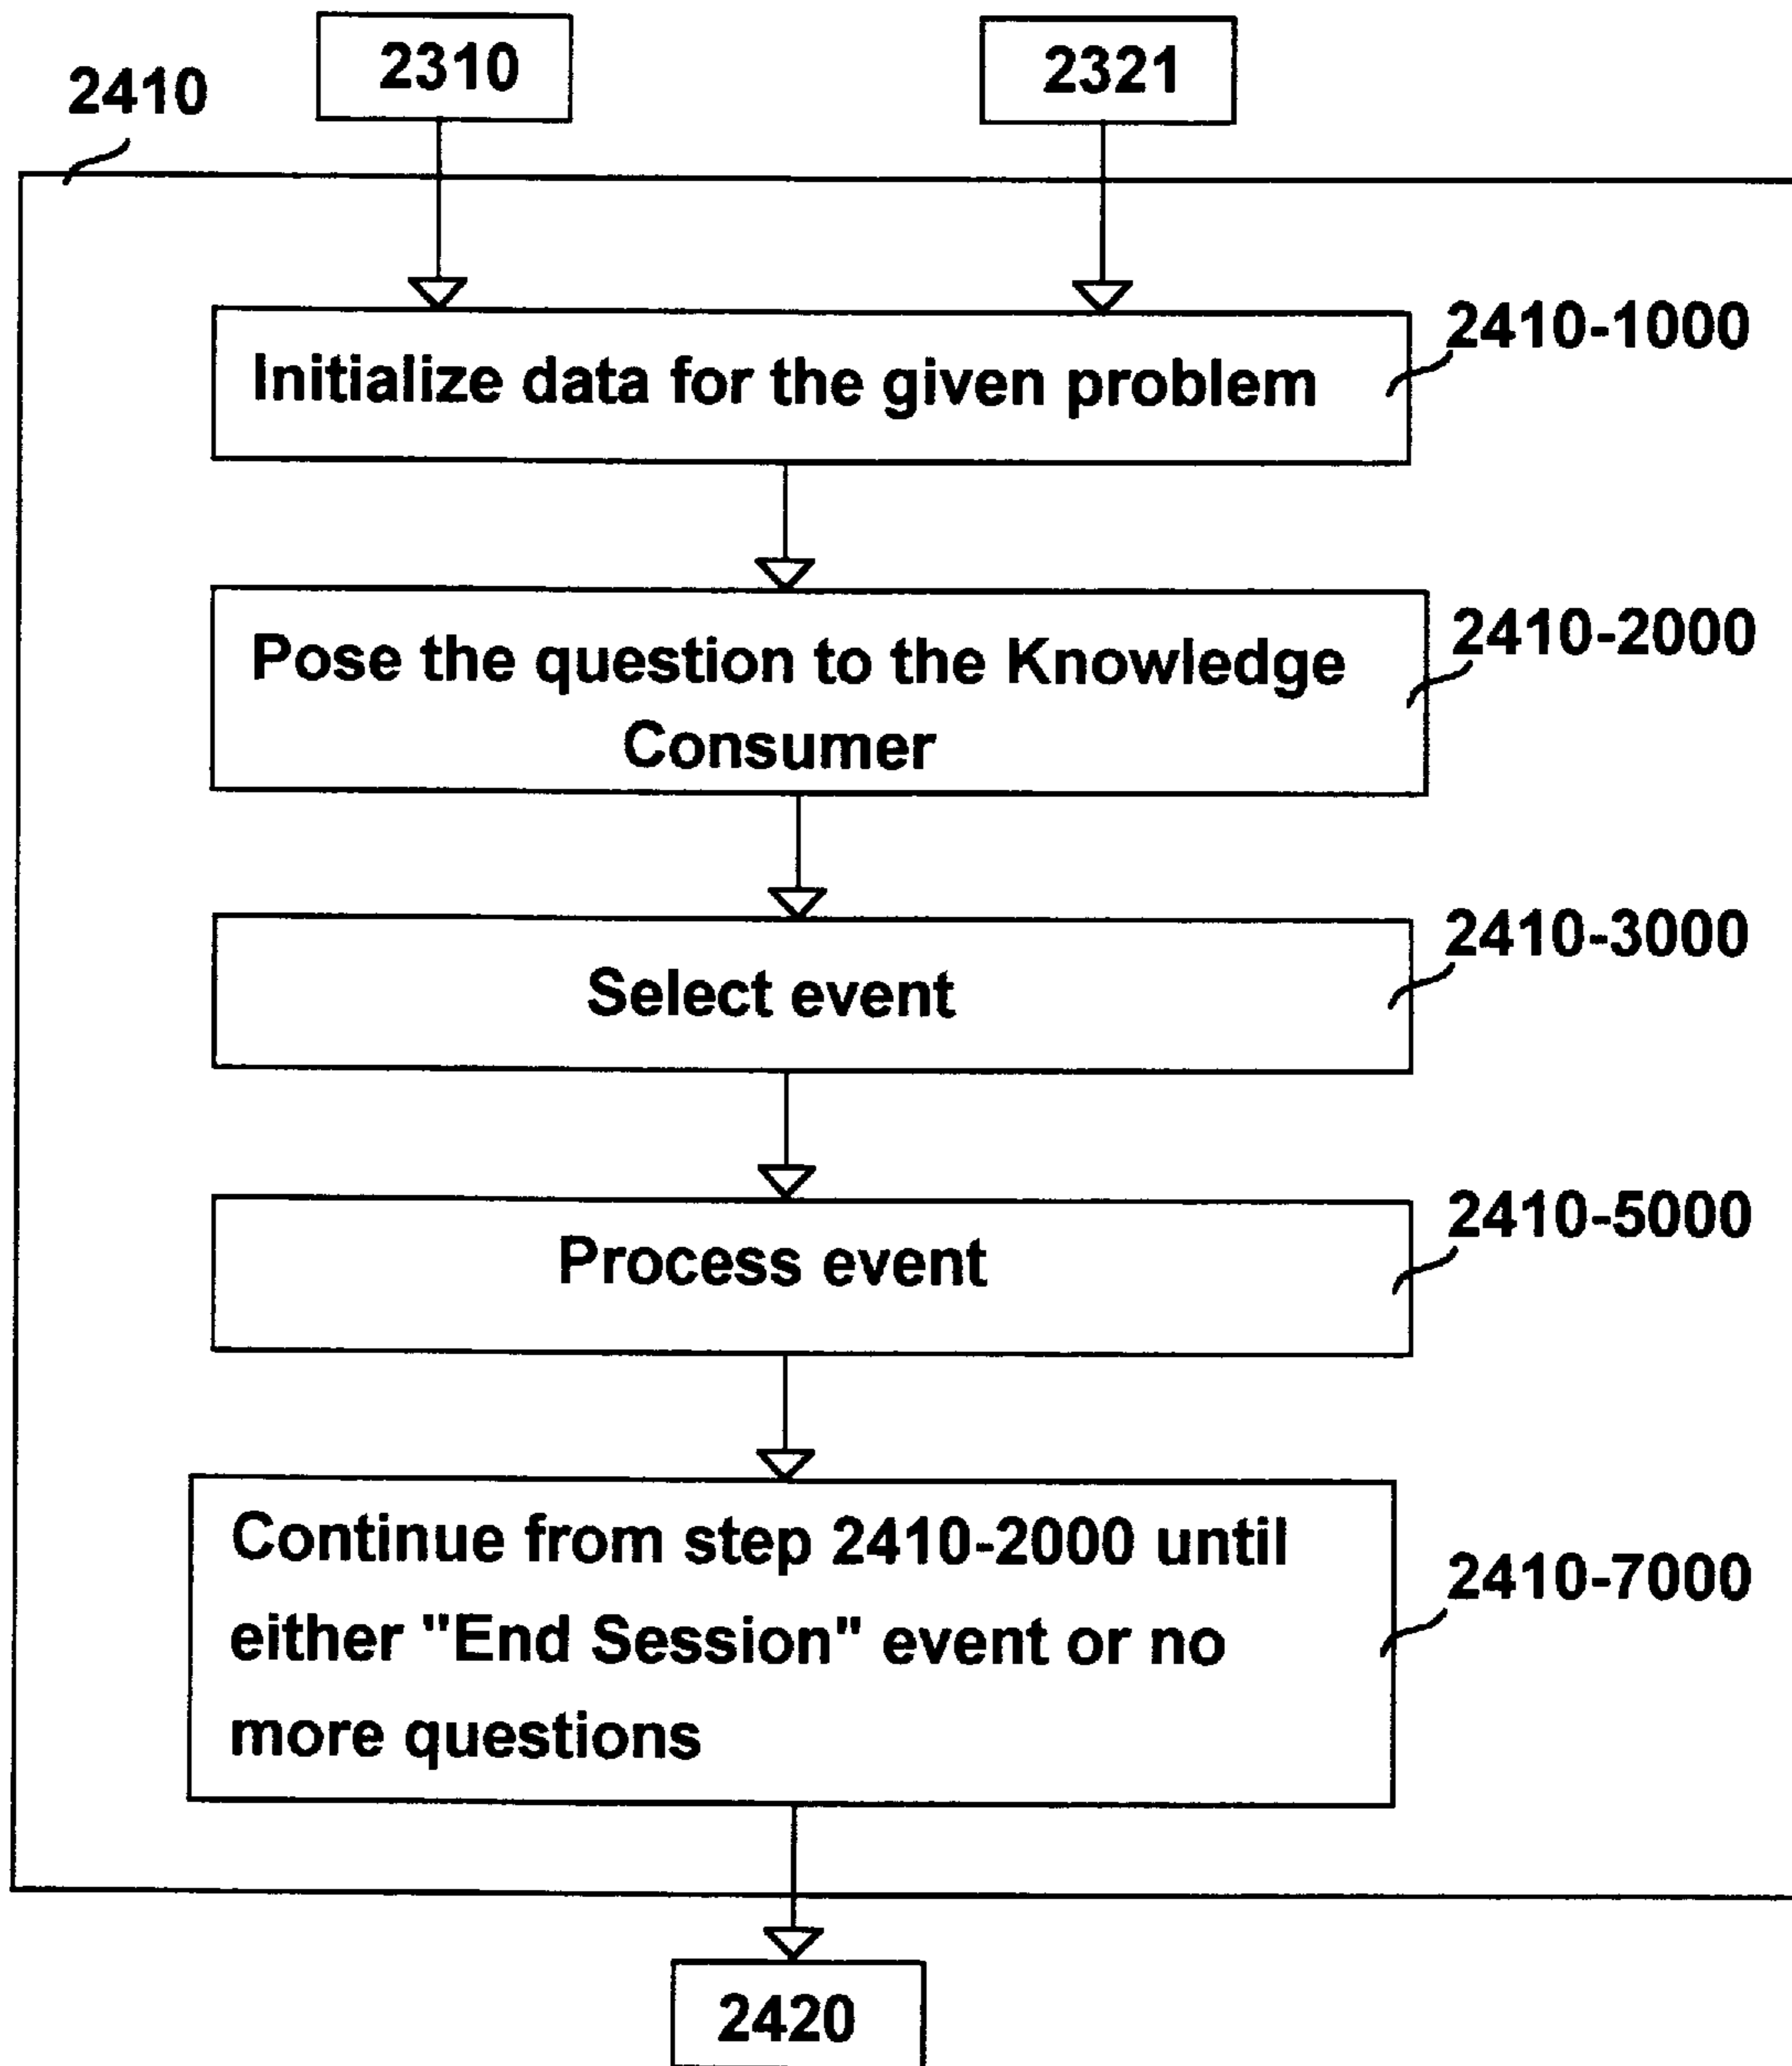 2310
2321
2410
2410-1000
Initialize data for the given problem
2410-2000
Pose the question to the Knowledge
Consumer
2410-3000
Select event
2410-5000
Process event
Continue from step 2410-2000 until
2410-7000
either "End Session" event or no
more questions
2420